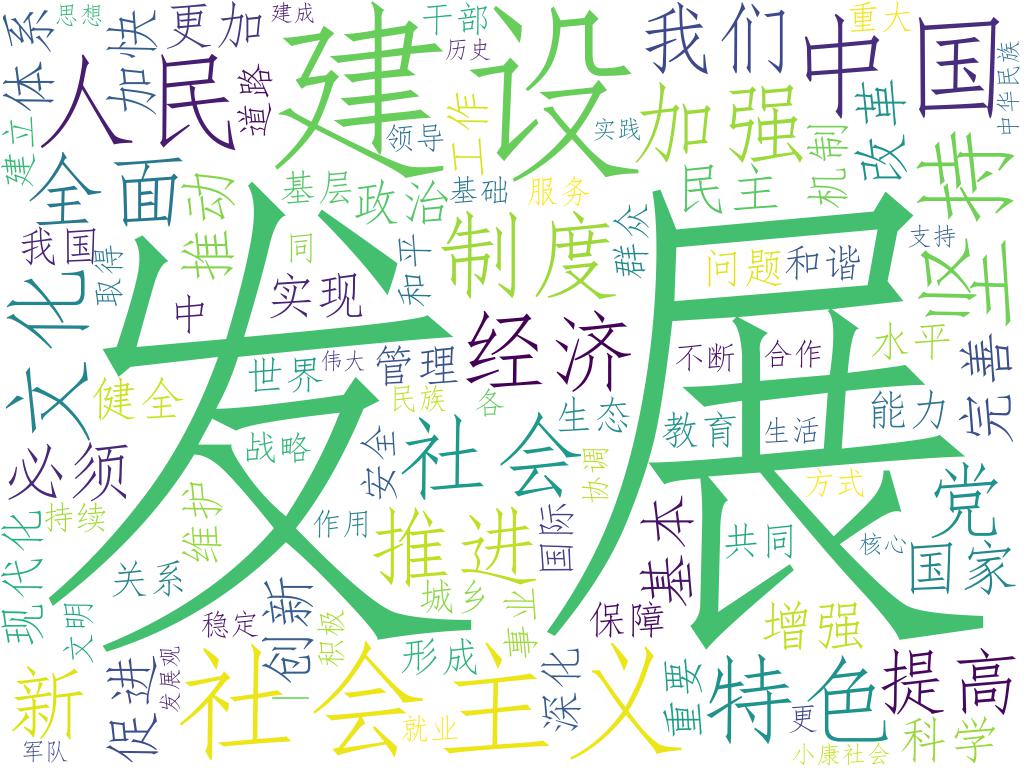 体系
思想
加快
更加
建成
干部
历史
建设
我们
重大
中国
中华民族
人民
道路
领导
工作
实践
加强
机制
改革
坚持
建立
全面
推动
基层
政治
基础
服务
民主
群众
支持
我国
取得
文化
中
同
实现
和平
制度
问题
和谐
发展
世界
伟大
管理
经济
不断
合作
水平
完善
健全
民族
各
生态
教育
生活
能力
必须
战略
安全
社会
协调
方式
党
现代化
持续
维护
作用
推进
国际
基本
共同
核心
国家
关系
文明
稳定
创新
积极
城乡
事业
保障
增强
新
促进
发展观
社会主义
一
形成
就业
深化
重要
特色
更
提高
科学
小康社会
军队